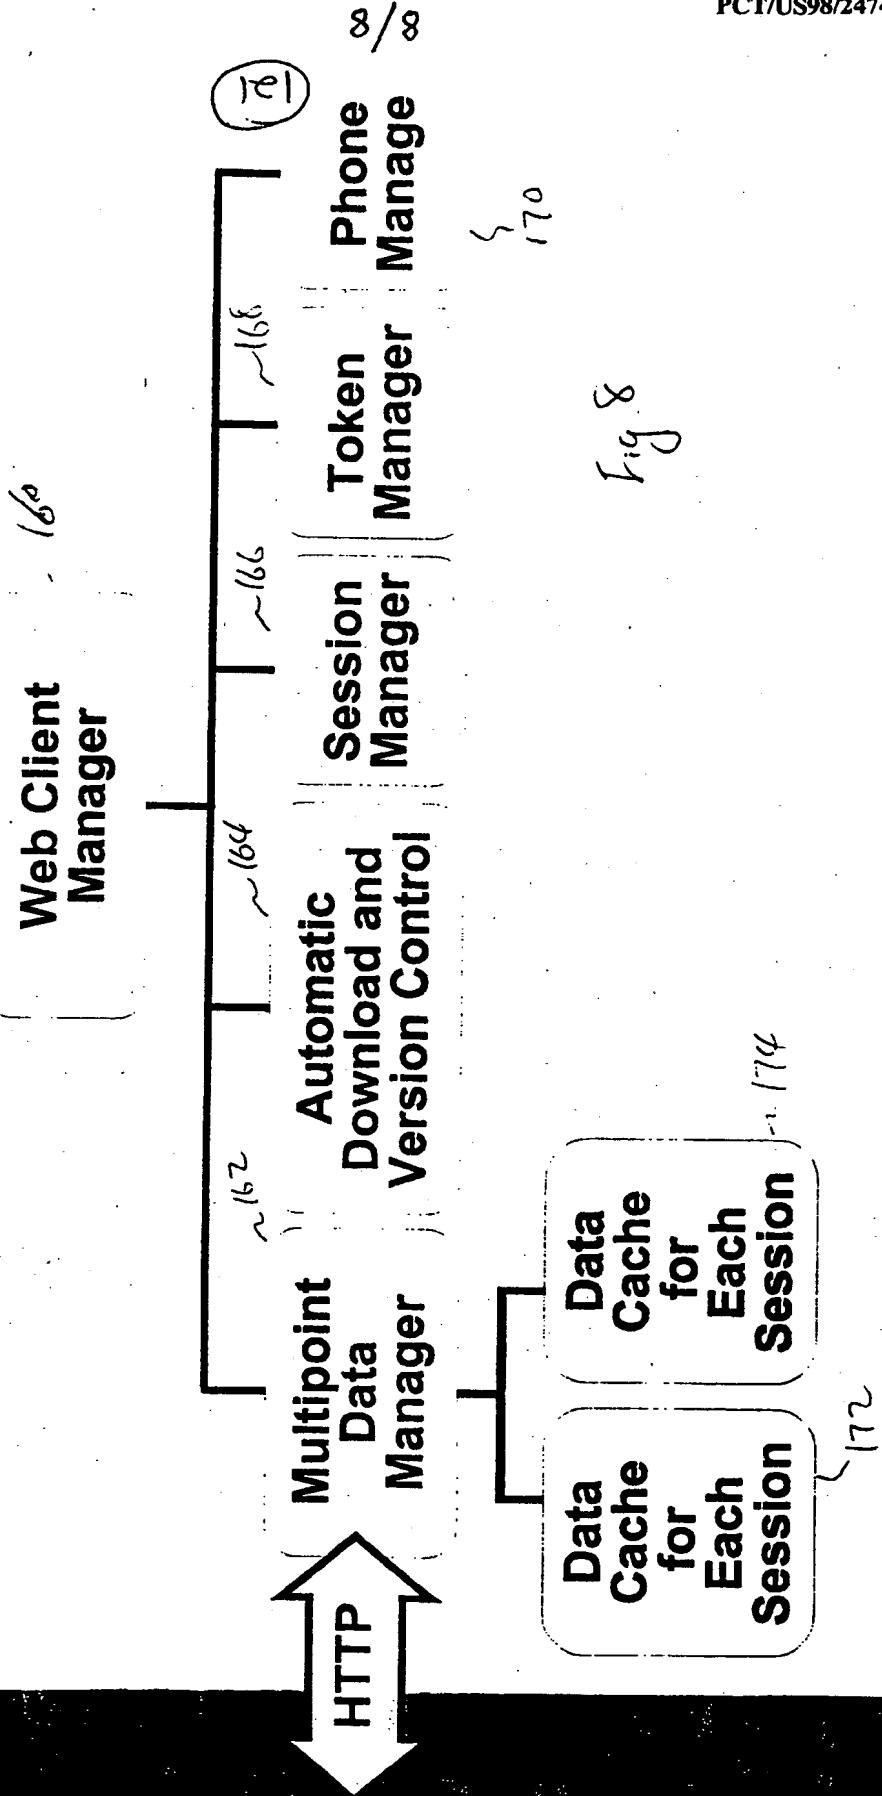 8/8
PCT/US98/2474
Web Client
Manager
160
~162
~164
~166
~168
Multipoint
Data
Manager
Automatic
Download and
Version Control
Session
Manager
Token
Manager
Phone
Manage
170
HTTP
Data
Cache
for
Each
Session
172
Data
Cache
for
Each
Session
174
Fig 8